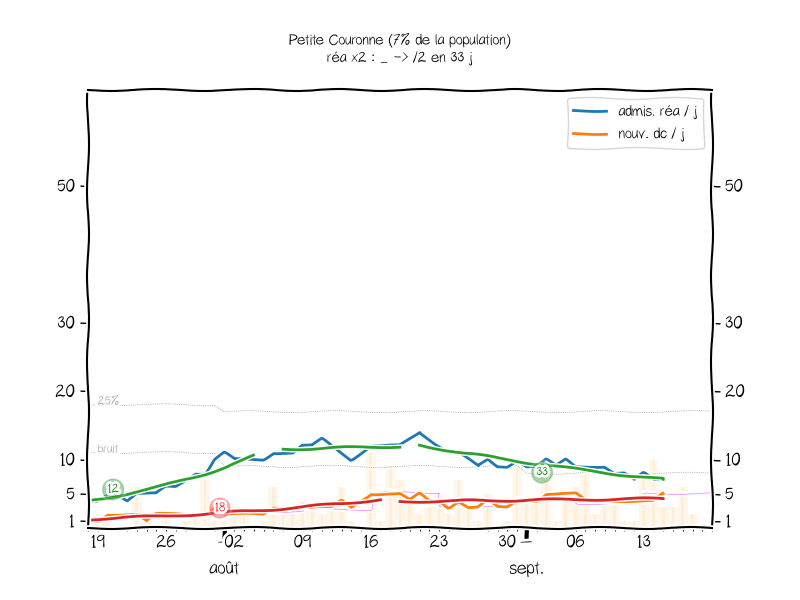 Petite Couronne (7% de la population)
réa x2 : _ -> /2 en 33 j
admis. réa / j
nouv. dc / j
50
50
30
30
20
20
25%
bruit
10
10
33
12
5
5
18
1
1
19 26 02 09 16 23 30 06 13
août sept.